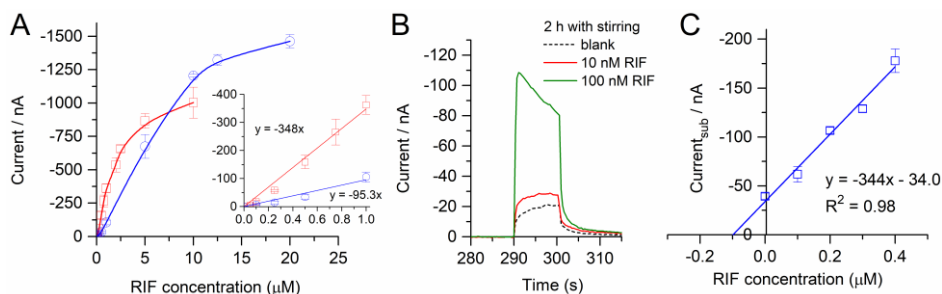 A
Current / nA
-1500
-1250
-1000
-750
-500
-250
0
0
5
10
15
20
25
RIF concentration (μM)
-400
-300
-200
-100
0
0.0
0.2
0.4
0.6
0.8
1.0
y = -348x
y = -95.3x
B
2 h with stirring
blank
10 nM RIF
100 nM RIF
Current / nA
-140
-120
-100
-80
-60
-40
-20
0
280
290
300
310
Time (s)
C
Current sub / nA
-200
-150
-100
-50
0
-0.2
0.0
0.2
0.4
y = -344x - 34.0
R² = 0.98
RIF concentration (μM)